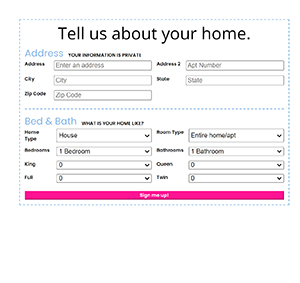 Tell us about your home.
Address YOUR INFORMATION IS PRIVATE
Address Enter an address Address 2 Apt Number
City City State State
Zip Code Zip Code
Bed & Bath WHAT IS YOUR HOME LIKE?
Home Type House Room Type Entire home/apt
Bedrooms 1 Bedroom Bathrooms 1 Bathroom
King 0 Queen 0
Full 0 Twin 0
Sign me up!